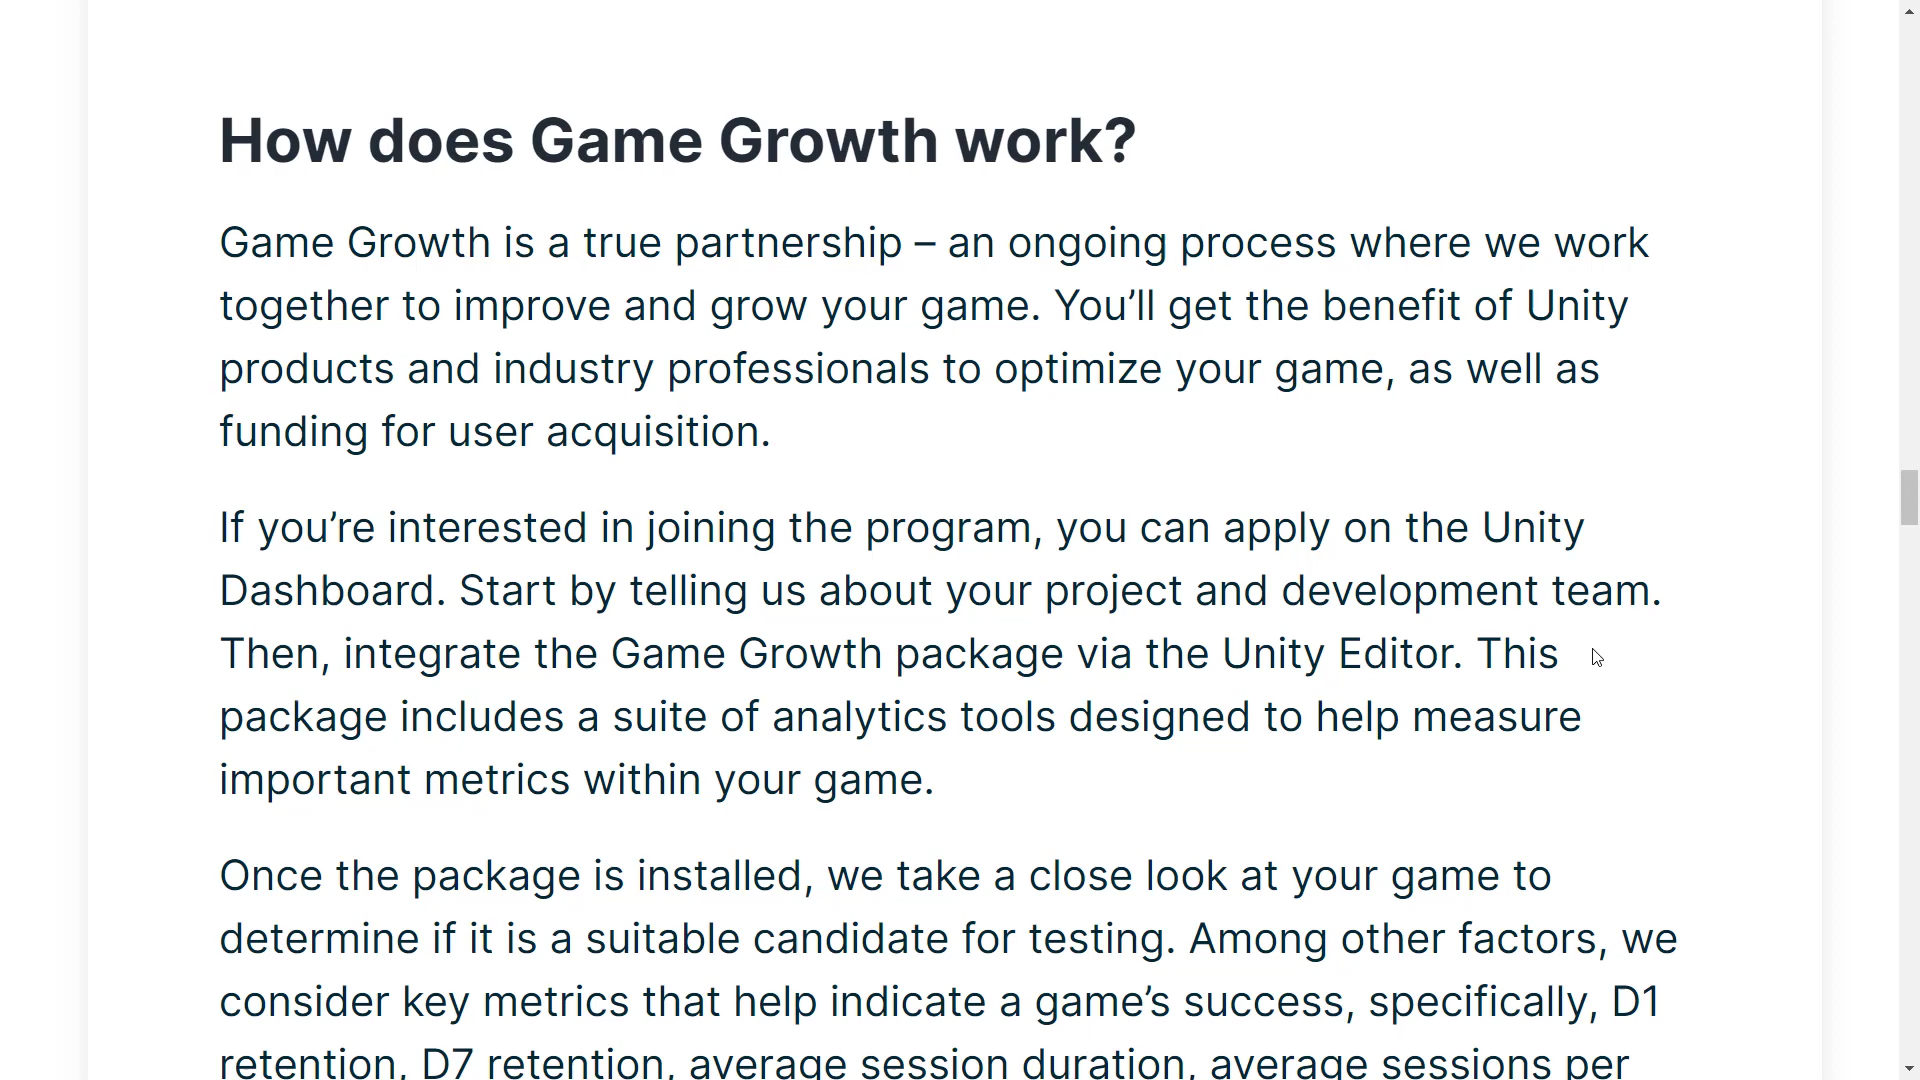 How does Game Growth work?
Game Growth is a true partnership – an ongoing process where we work
together to improve and grow your game. You’ll get the benefit of Unity
products and industry professionals to optimize your game, as well as
funding for user acquisition.
If you’re interested in joining the program, you can apply on the Unity
Dashboard. Start by telling us about your project and development team.
Then, integrate the Game Growth package via the Unity Editor. This
package includes a suite of analytics tools designed to help measure
important metrics within your game.
Once the package is installed, we take a close look at your game to
determine if it is a suitable candidate for testing. Among other factors, we
consider key metrics that help indicate a game’s success, specifically, D1
retention, D7 retention, average session duration, average sessions per